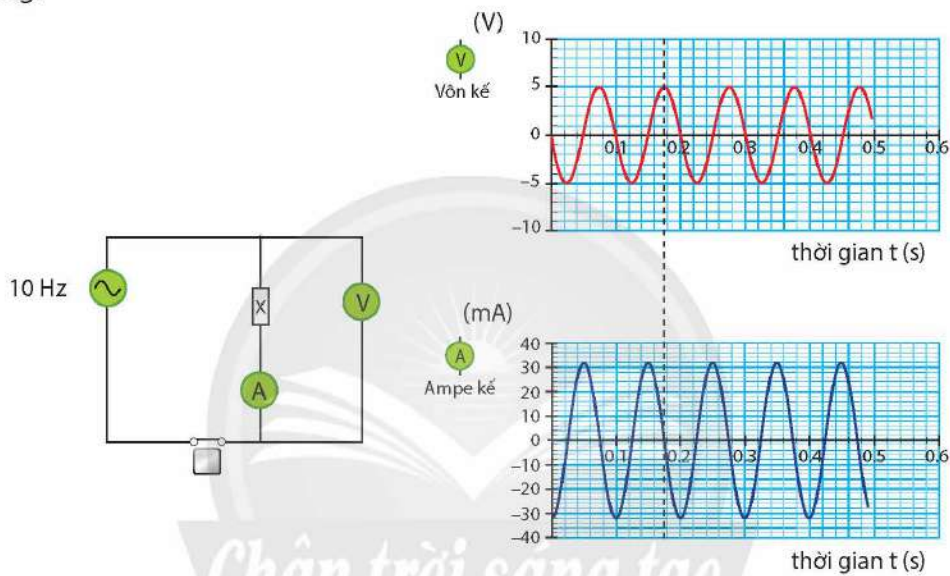 10 Hz
X
V
A
(V)
V
Vôn kế
10
5
0
-5
-10
0.1 0.2 0.3 0.4 0.5 0.6
thời gian t (s)
(mA)
A
Ampe kế
40
30
20
10
0
-10
-20
-30
-40
0.1 0.2 0.3 0.4 0.5 0.6
thời gian t (s)
Chân trời sáng tạo